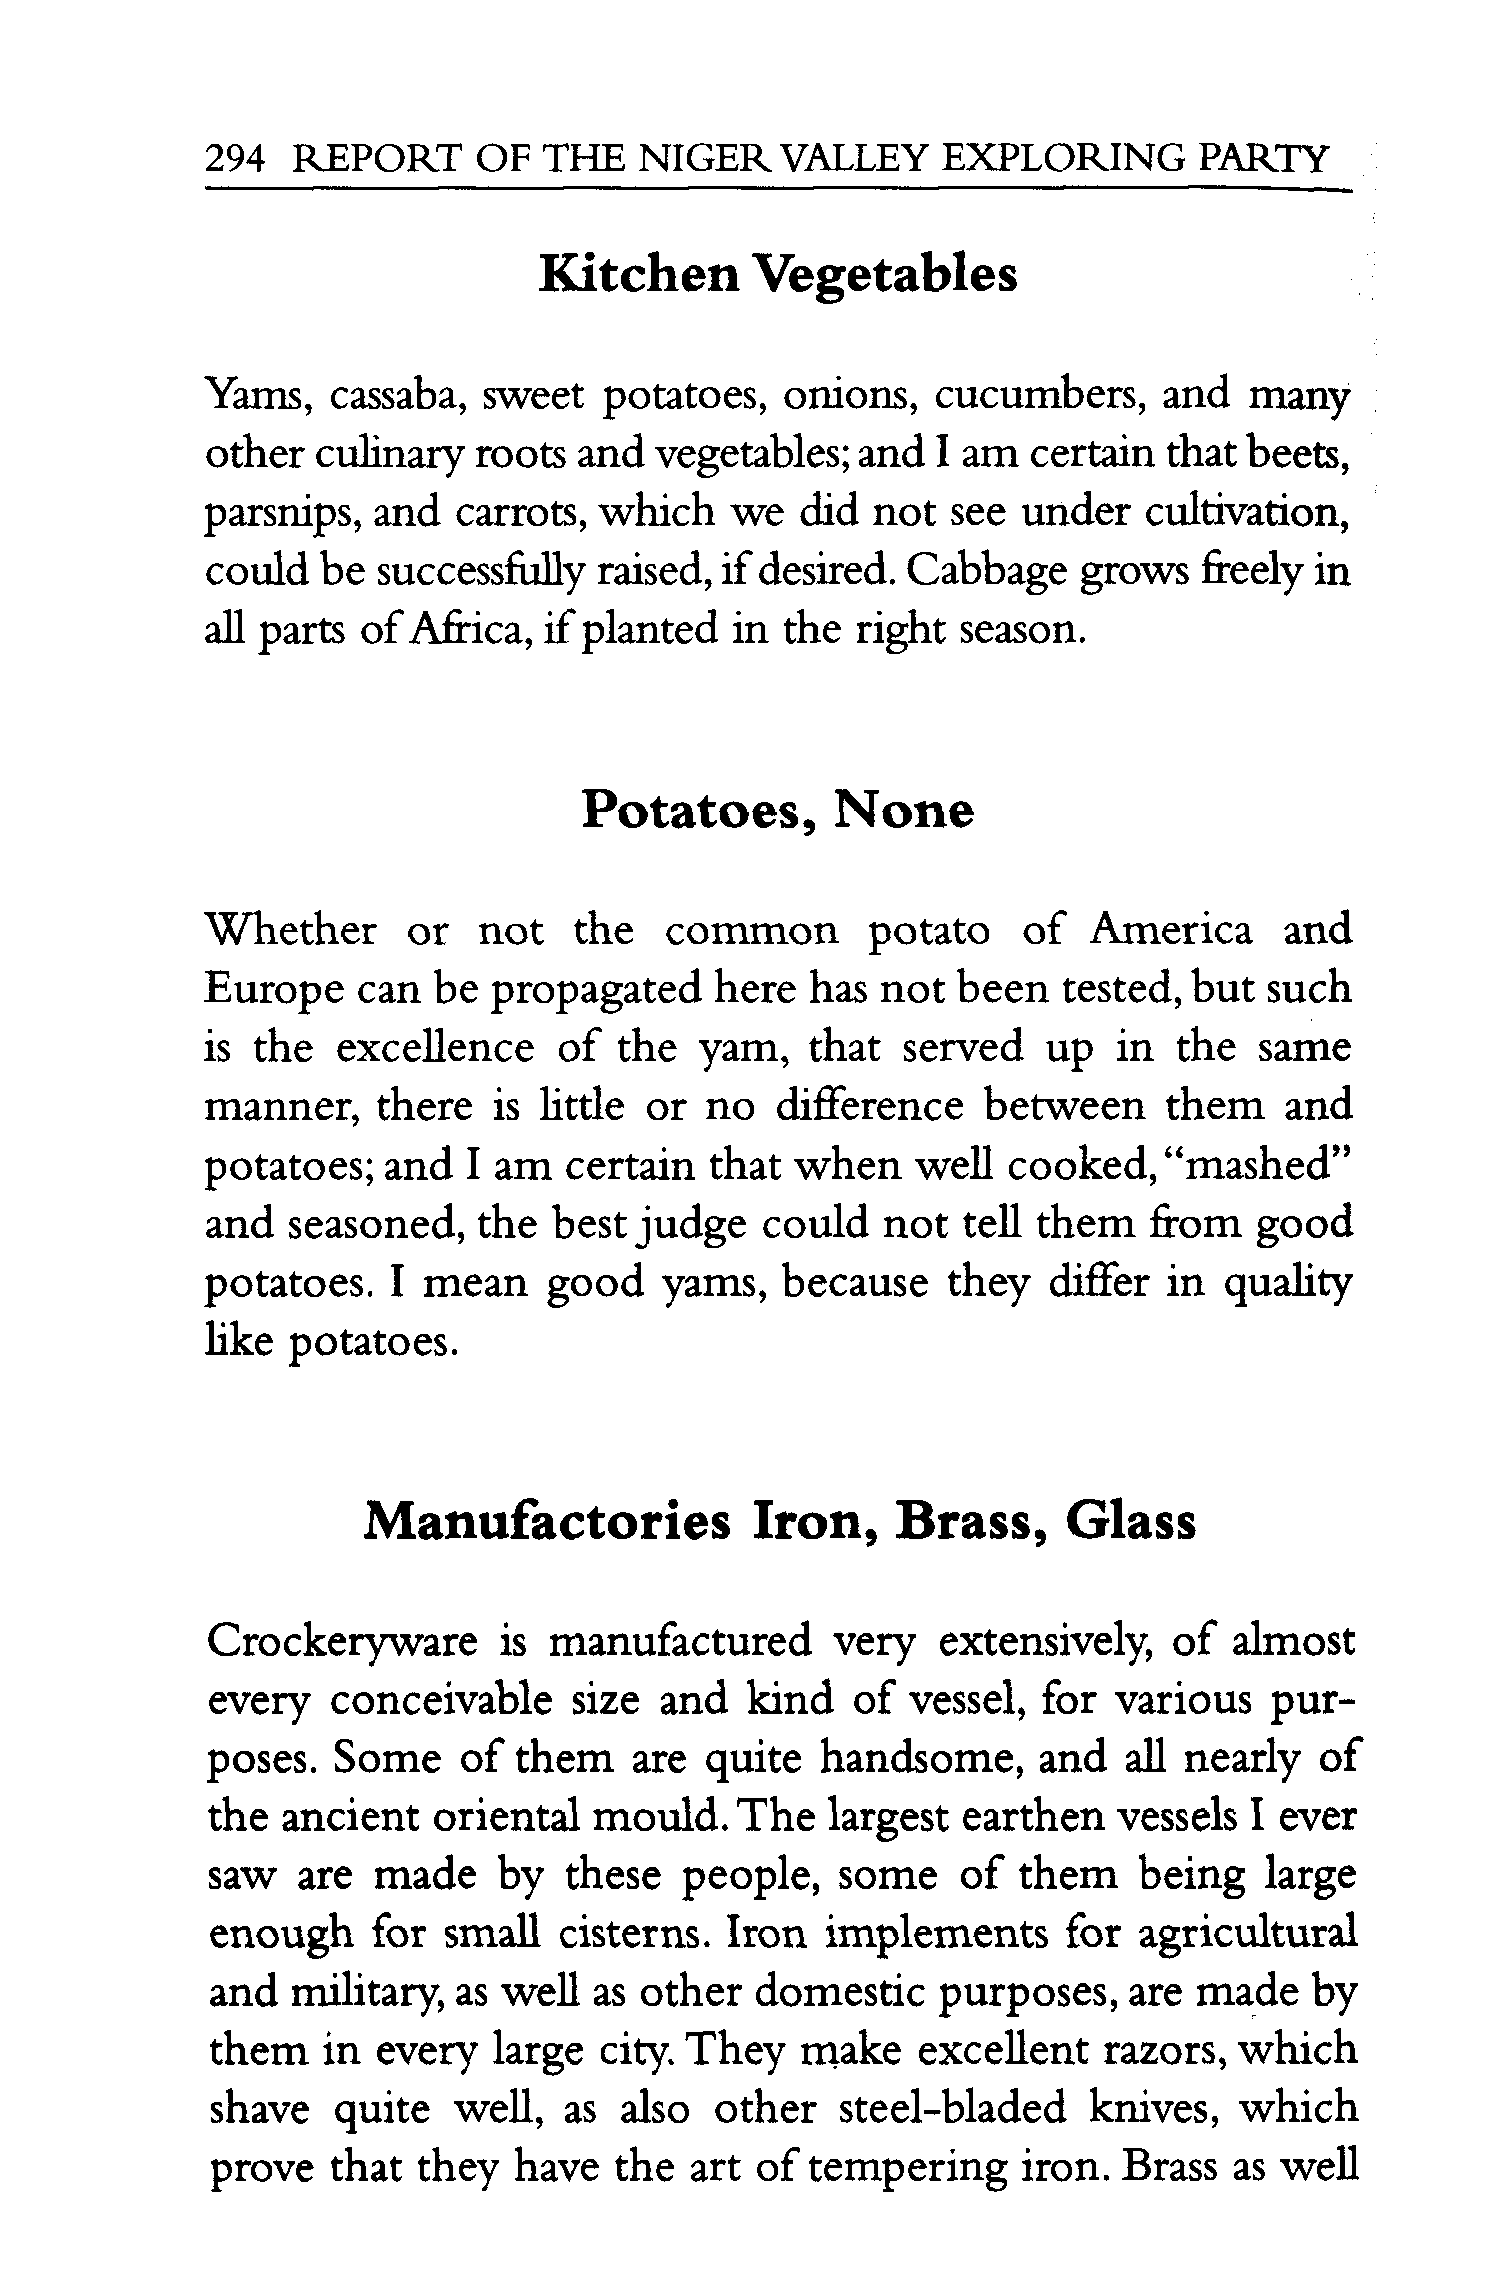 294 REPORT OF THE NIGER VALLEY EXPLORING PARTY
Kitchen Vegetables
Yams, cassaba, sweet potatoes, onions, cucumbers, and many
other culinary roots and vegetables; and I am certain that beets,
parsnips, and carrots, which we did not see under cultivation,
could be successfully raised, if desired. Cabbage grows freely in
all parts of Africa, if planted in the right season.
Potatoes, None
Whether or not the common potato of America and
Europe can be propagated here has not been tested, but such
is the excellence of the yam, that served up in the same
manner, there is little or no difference between them and
potatoes; and I am certain that when well cooked, “mashed”
and seasoned, the best judge could not tell them from good
potatoes. I mean good yams, because they differ in quality
like potatoes.
Manufactories Iron, Brass, Glass
Crockeryware is manufactured very extensively, of almost
every conceivable size and kind of vessel, for various pur-
poses. Some of them are quite handsome, and all nearly of
the ancient oriental mould. The largest earthen vessels I ever
saw are made by these people, some of them being large
enough for small cisterns. Iron implements for agricultural
and military, as well as other domestic purposes, are made by
them in every large city. They make excellent razors, which
shave quite well, as also other steel-bladed knives, which
prove that they have the art of tempering iron. Brass as well